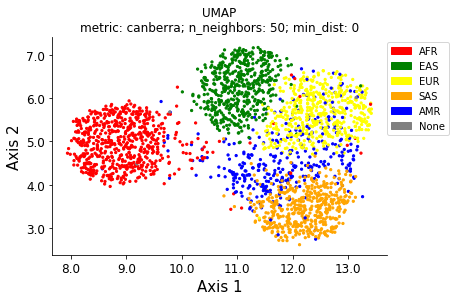 UMAP
metric: canberra; n_neighbors: 50; min_dist: 0
AFR
EAS
EUR
SAS
AMR
None
Axis 2
7.0
6.0
5.0
4.0
3.0
8.0 9.0 10.0 11.0 12.0 13.0
Axis 1